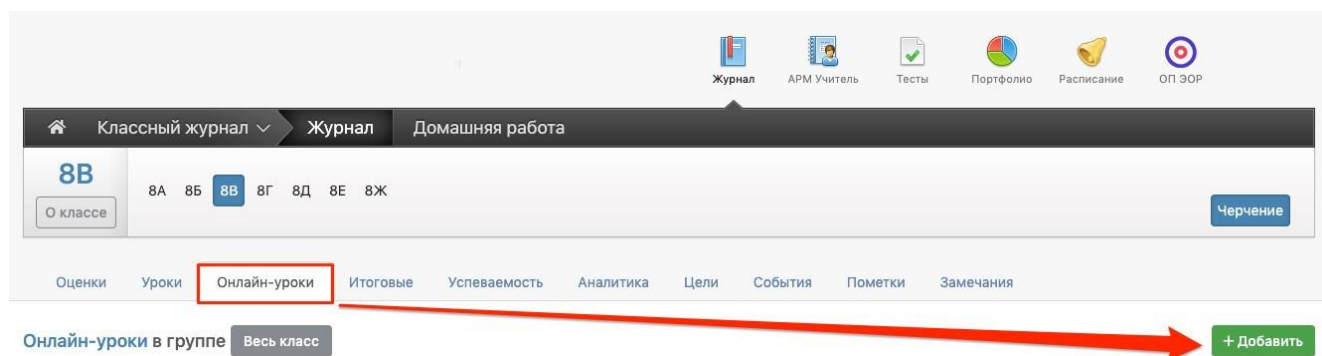 Журнал АРМ Учитель Тесты Портфолио Расписание ОП ЭОР
Классный журнал Журнал Домашняя работа
8В
8А 8Б 8В 8Г 8Д 8Е 8Ж
О классе
Черчение
Оценки Уроки Онлайн-уроки Итоговые Успеваемость Аналитика Цели События Пометки Замечания
Онлайн-уроки в группе Весь класс + Добавить